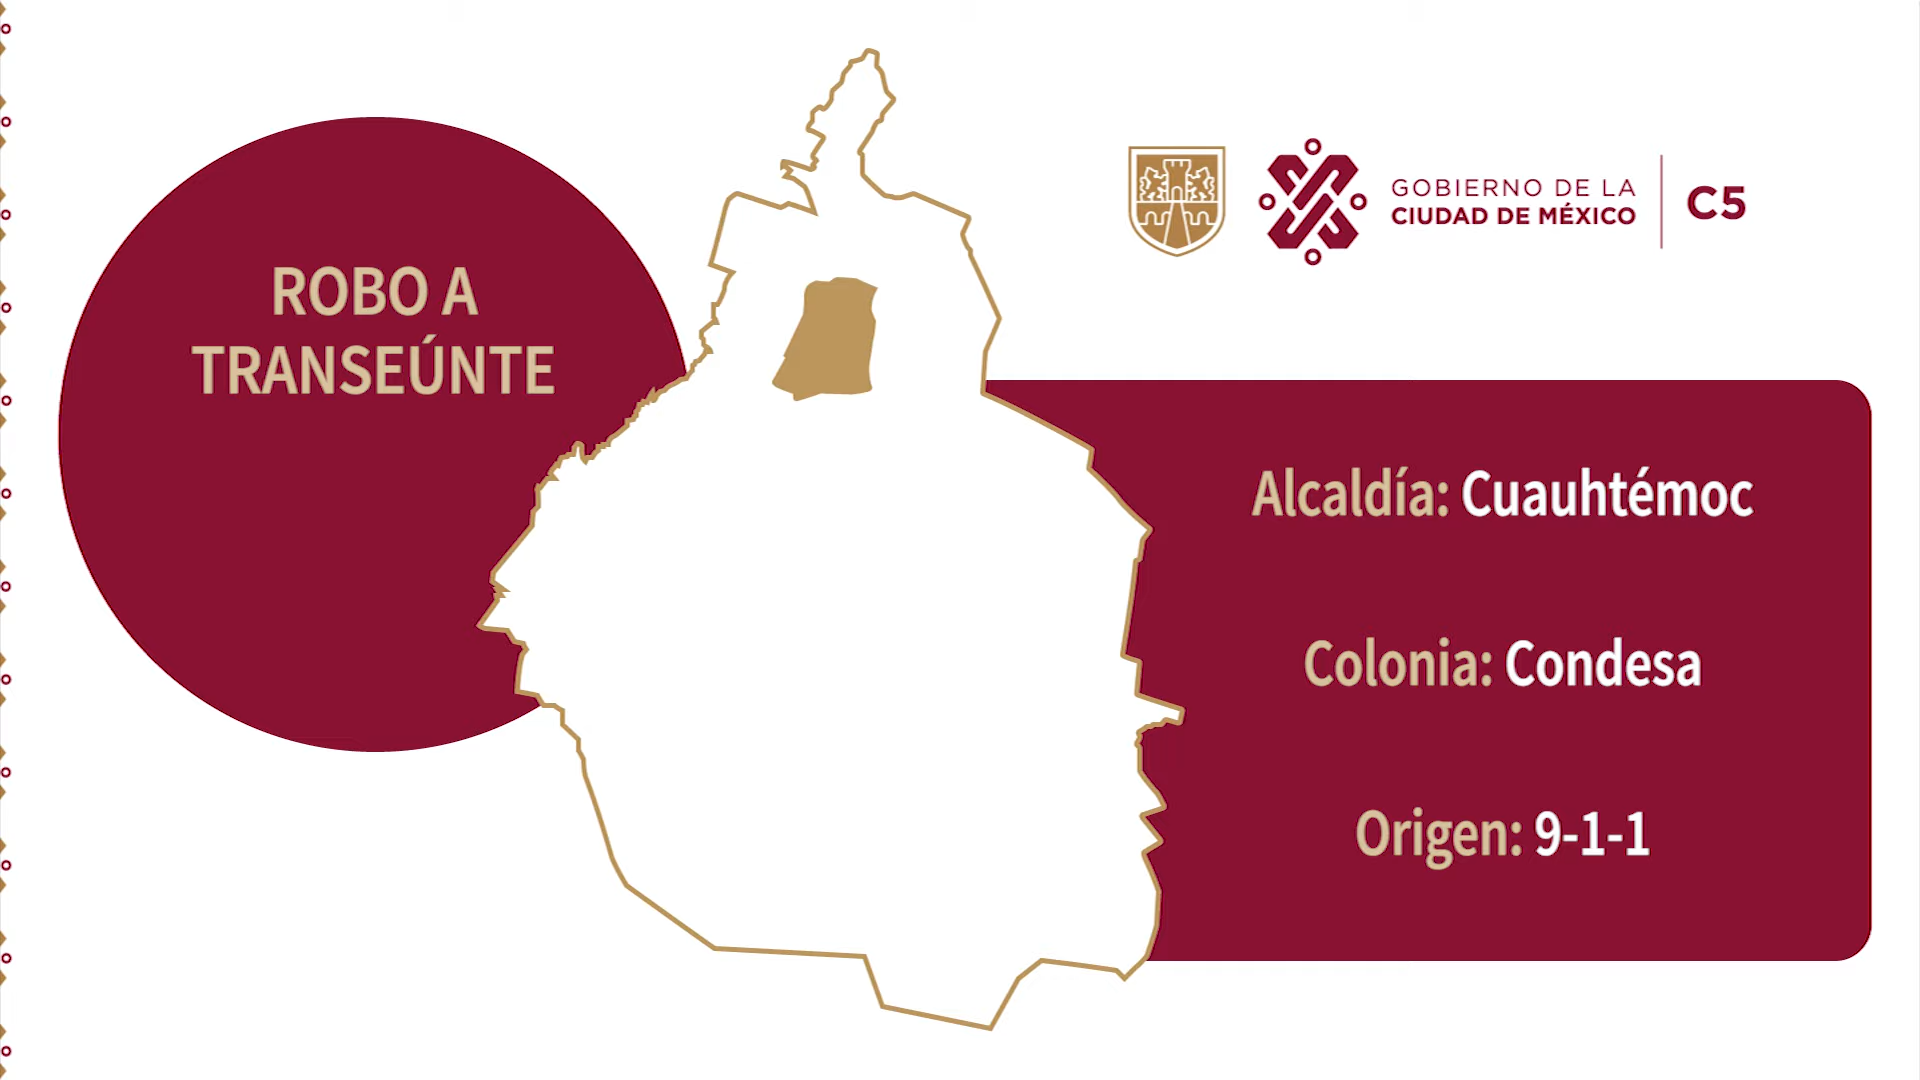 ROBO A
TRANSEÚNTE
GOBIERNO DE LA
CIUDAD DE MÉXICO
C5
Alcaldía: Cuauhtémoc
Colonia: Condesa
Origen: 9-1-1